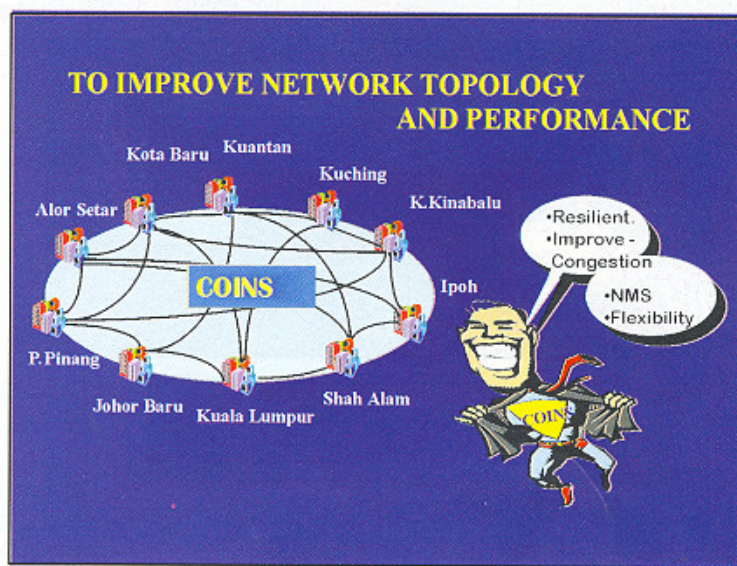 TO IMPROVE NETWORK TOPOLOGY
AND PERFORMANCE
Kota Baru
Kuantan
Kuching
Alor Setar
K.Kinabalu
COINS
Ipoh
P.Pinang
Johor Baru
Kuala Lumpur
Shah Alam
•Resilient.
•Improve -
Congestion
•NMS
•Flexibility
COIN